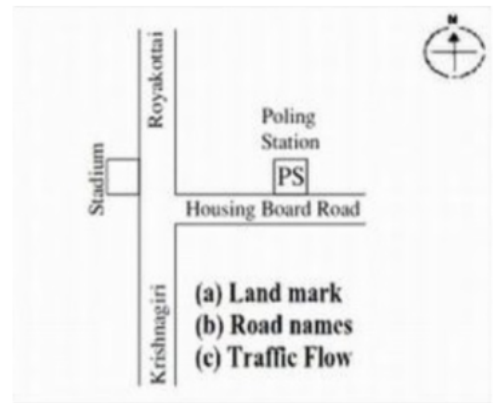 N
Royakottai
Poling
Station
PS
Stadium
Housing Board Road
Krishnagiri
(a) Land mark
(b) Road names
(c) Traffic Flow